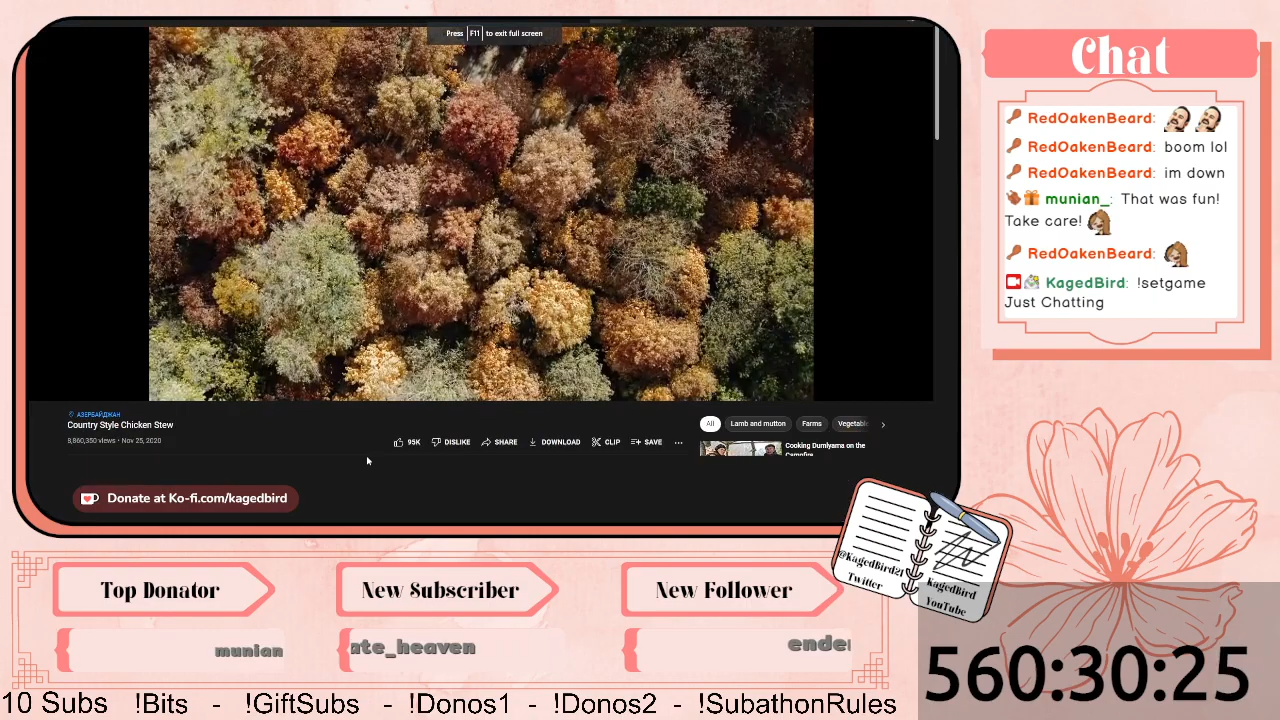 Press F11 to exit full screen
АЗЕРБАЙДЖАН
Country Style Chicken Stew
8,860,350 views • Nov 25, 2020
95K DISLIKE SHARE DOWNLOAD CLIP SAVE
All Lamb and mutton Farms Vegetabl
Cooking Dumlyama on the
Campfire
Donate at Ko-fi.com/kagedbird
Chat
RedOakenBeard:
RedOakenBeard: boom lol
RedOakenBeard: im down
munian_: That was fun!
Take care!
RedOakenBeard:
KagedBird: !setgame
Just Chatting
@KagedBird21
Twitter
KagedBird
YouTube
Top Donator
New Subscriber
New Follower
munian
ate_heaven
ender
560:30:25
10 Subs !Bits - !GiftSubs - !Donos1 - !Donos2 - !SubathonRules